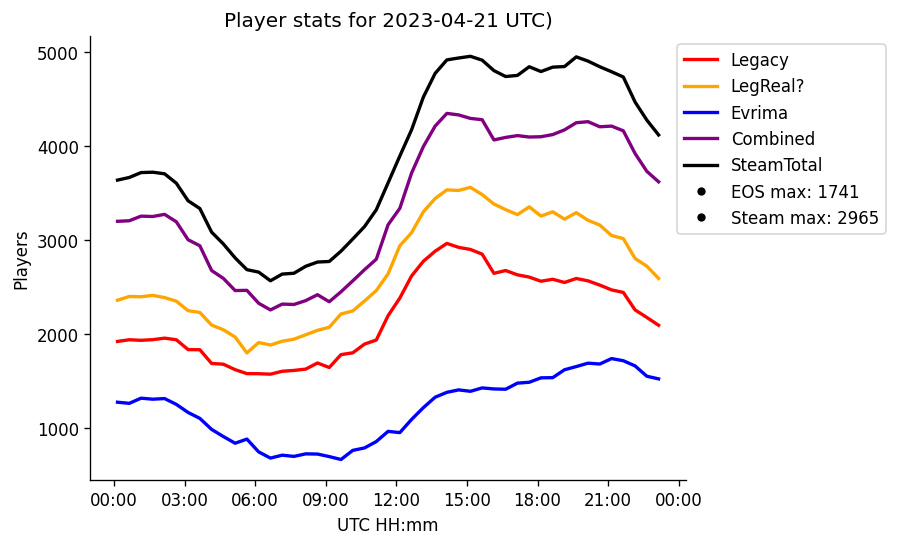 Player stats for 2023-04-21 UTC)
Legacy
LegReal?
Evrima
Combined
SteamTotal
EOS max: 1741
Steam max: 2965
Players
5000
4000
3000
2000
1000
00:00 03:00 06:00 09:00 12:00 15:00 18:00 21:00 00:00
UTC HH:mm